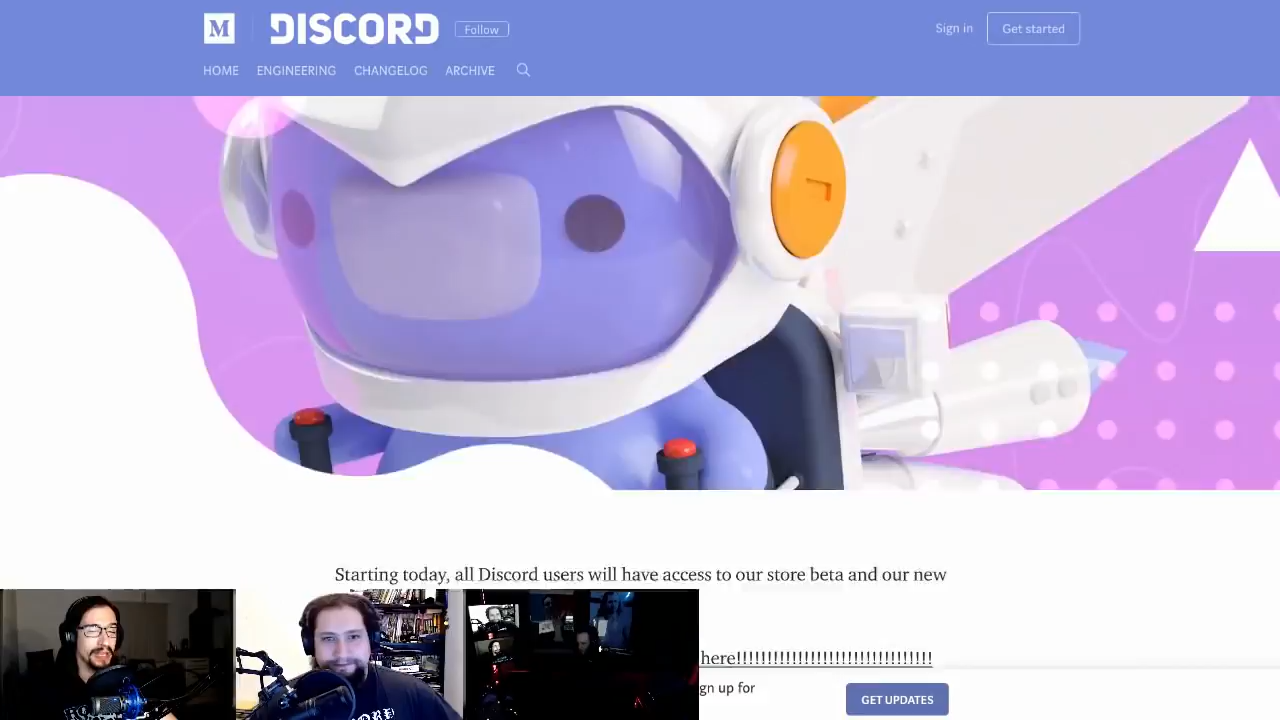 M DISCORD Follow Sign in Get started
HOME ENGINEERING CHANGELOG ARCHIVE
Starting today, all Discord users will have access to our store beta and our new
here!!!!!!!!!!!!!!!!!!!!!!!!!!!!!!!!
gn up for
GET UPDATES